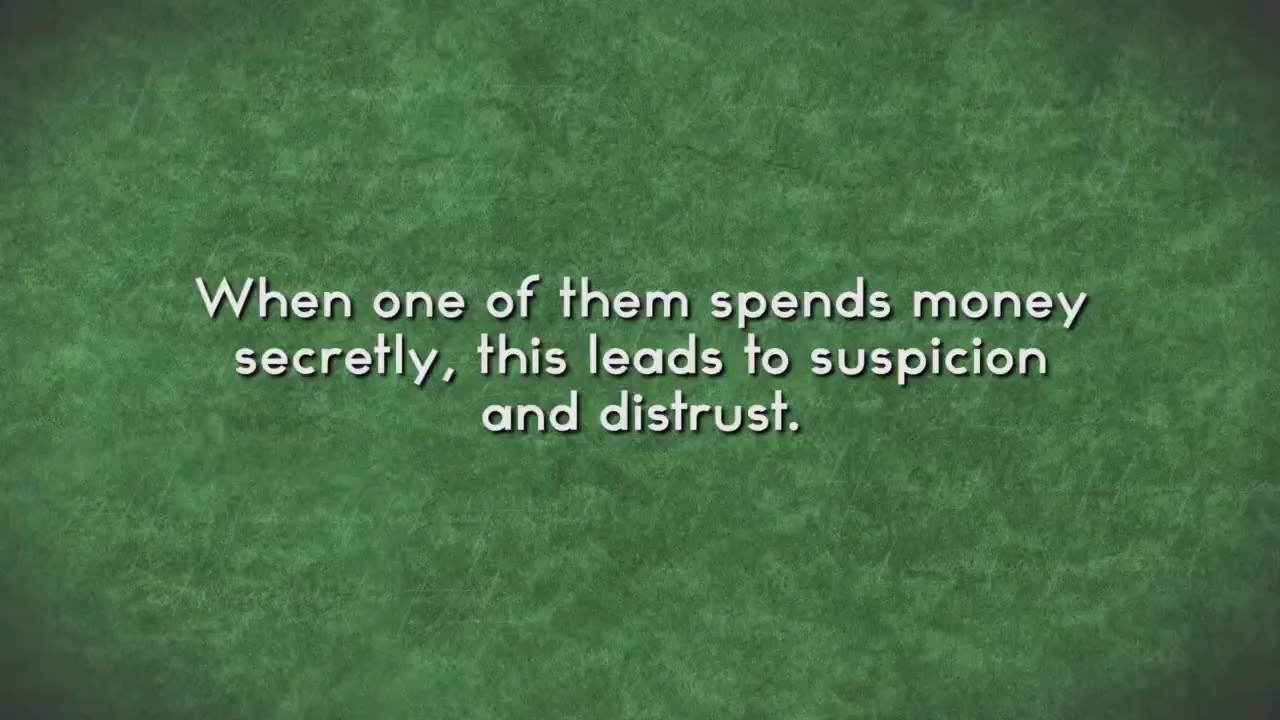 When one of them spends money
secretly, this leads to suspicion
and distrust.